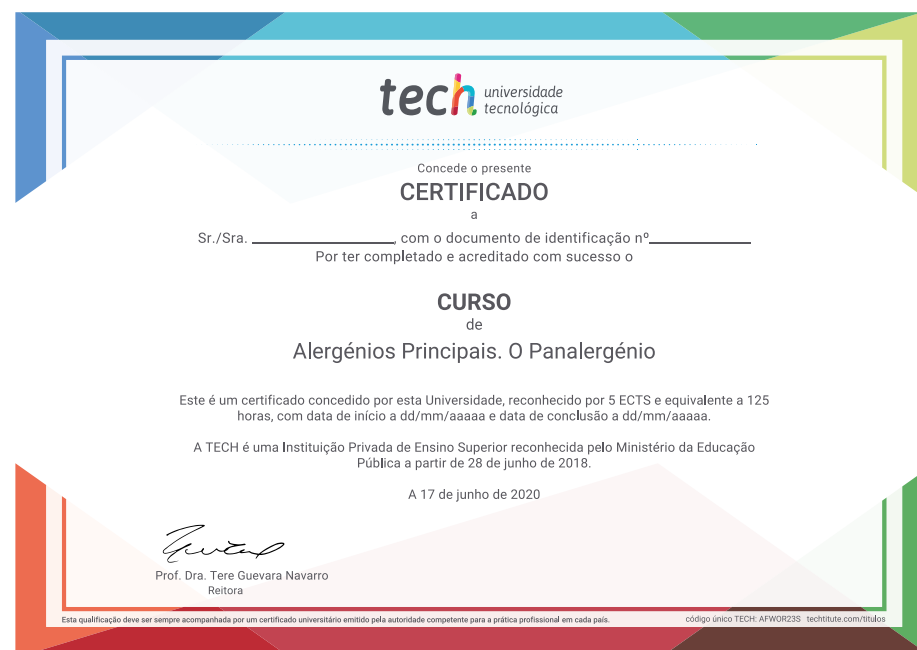 tech universidade
tecnológica
Concede o presente
CERTIFICADO
a
Sr./Sra. ____________________, com o documento de identificação nº______________
Por ter completado e acreditado com sucesso o
CURSO
de
Alergénios Principais. O Panalergénio
Este é um certificado concedido por esta Universidade, reconhecido por 5 ECTS e equivalente a 125
horas, com data de início a dd/mm/aaaaa e data de conclusão a dd/mm/aaaaa.
A TECH é uma Instituição Privada de Ensino Superior reconhecida pelo Ministério da Educação
Pública a partir de 28 de junho de 2018.
A 17 de junho de 2020
Prof. Dra. Tere Guevara Navarro
Reitora
Esta qualificação deve ser sempre acompanhada por um certificado universitário emitido pela autoridade competente para a prática profissional em cada país.
código único TECH: AFWOR23S techtitute.com/titulos